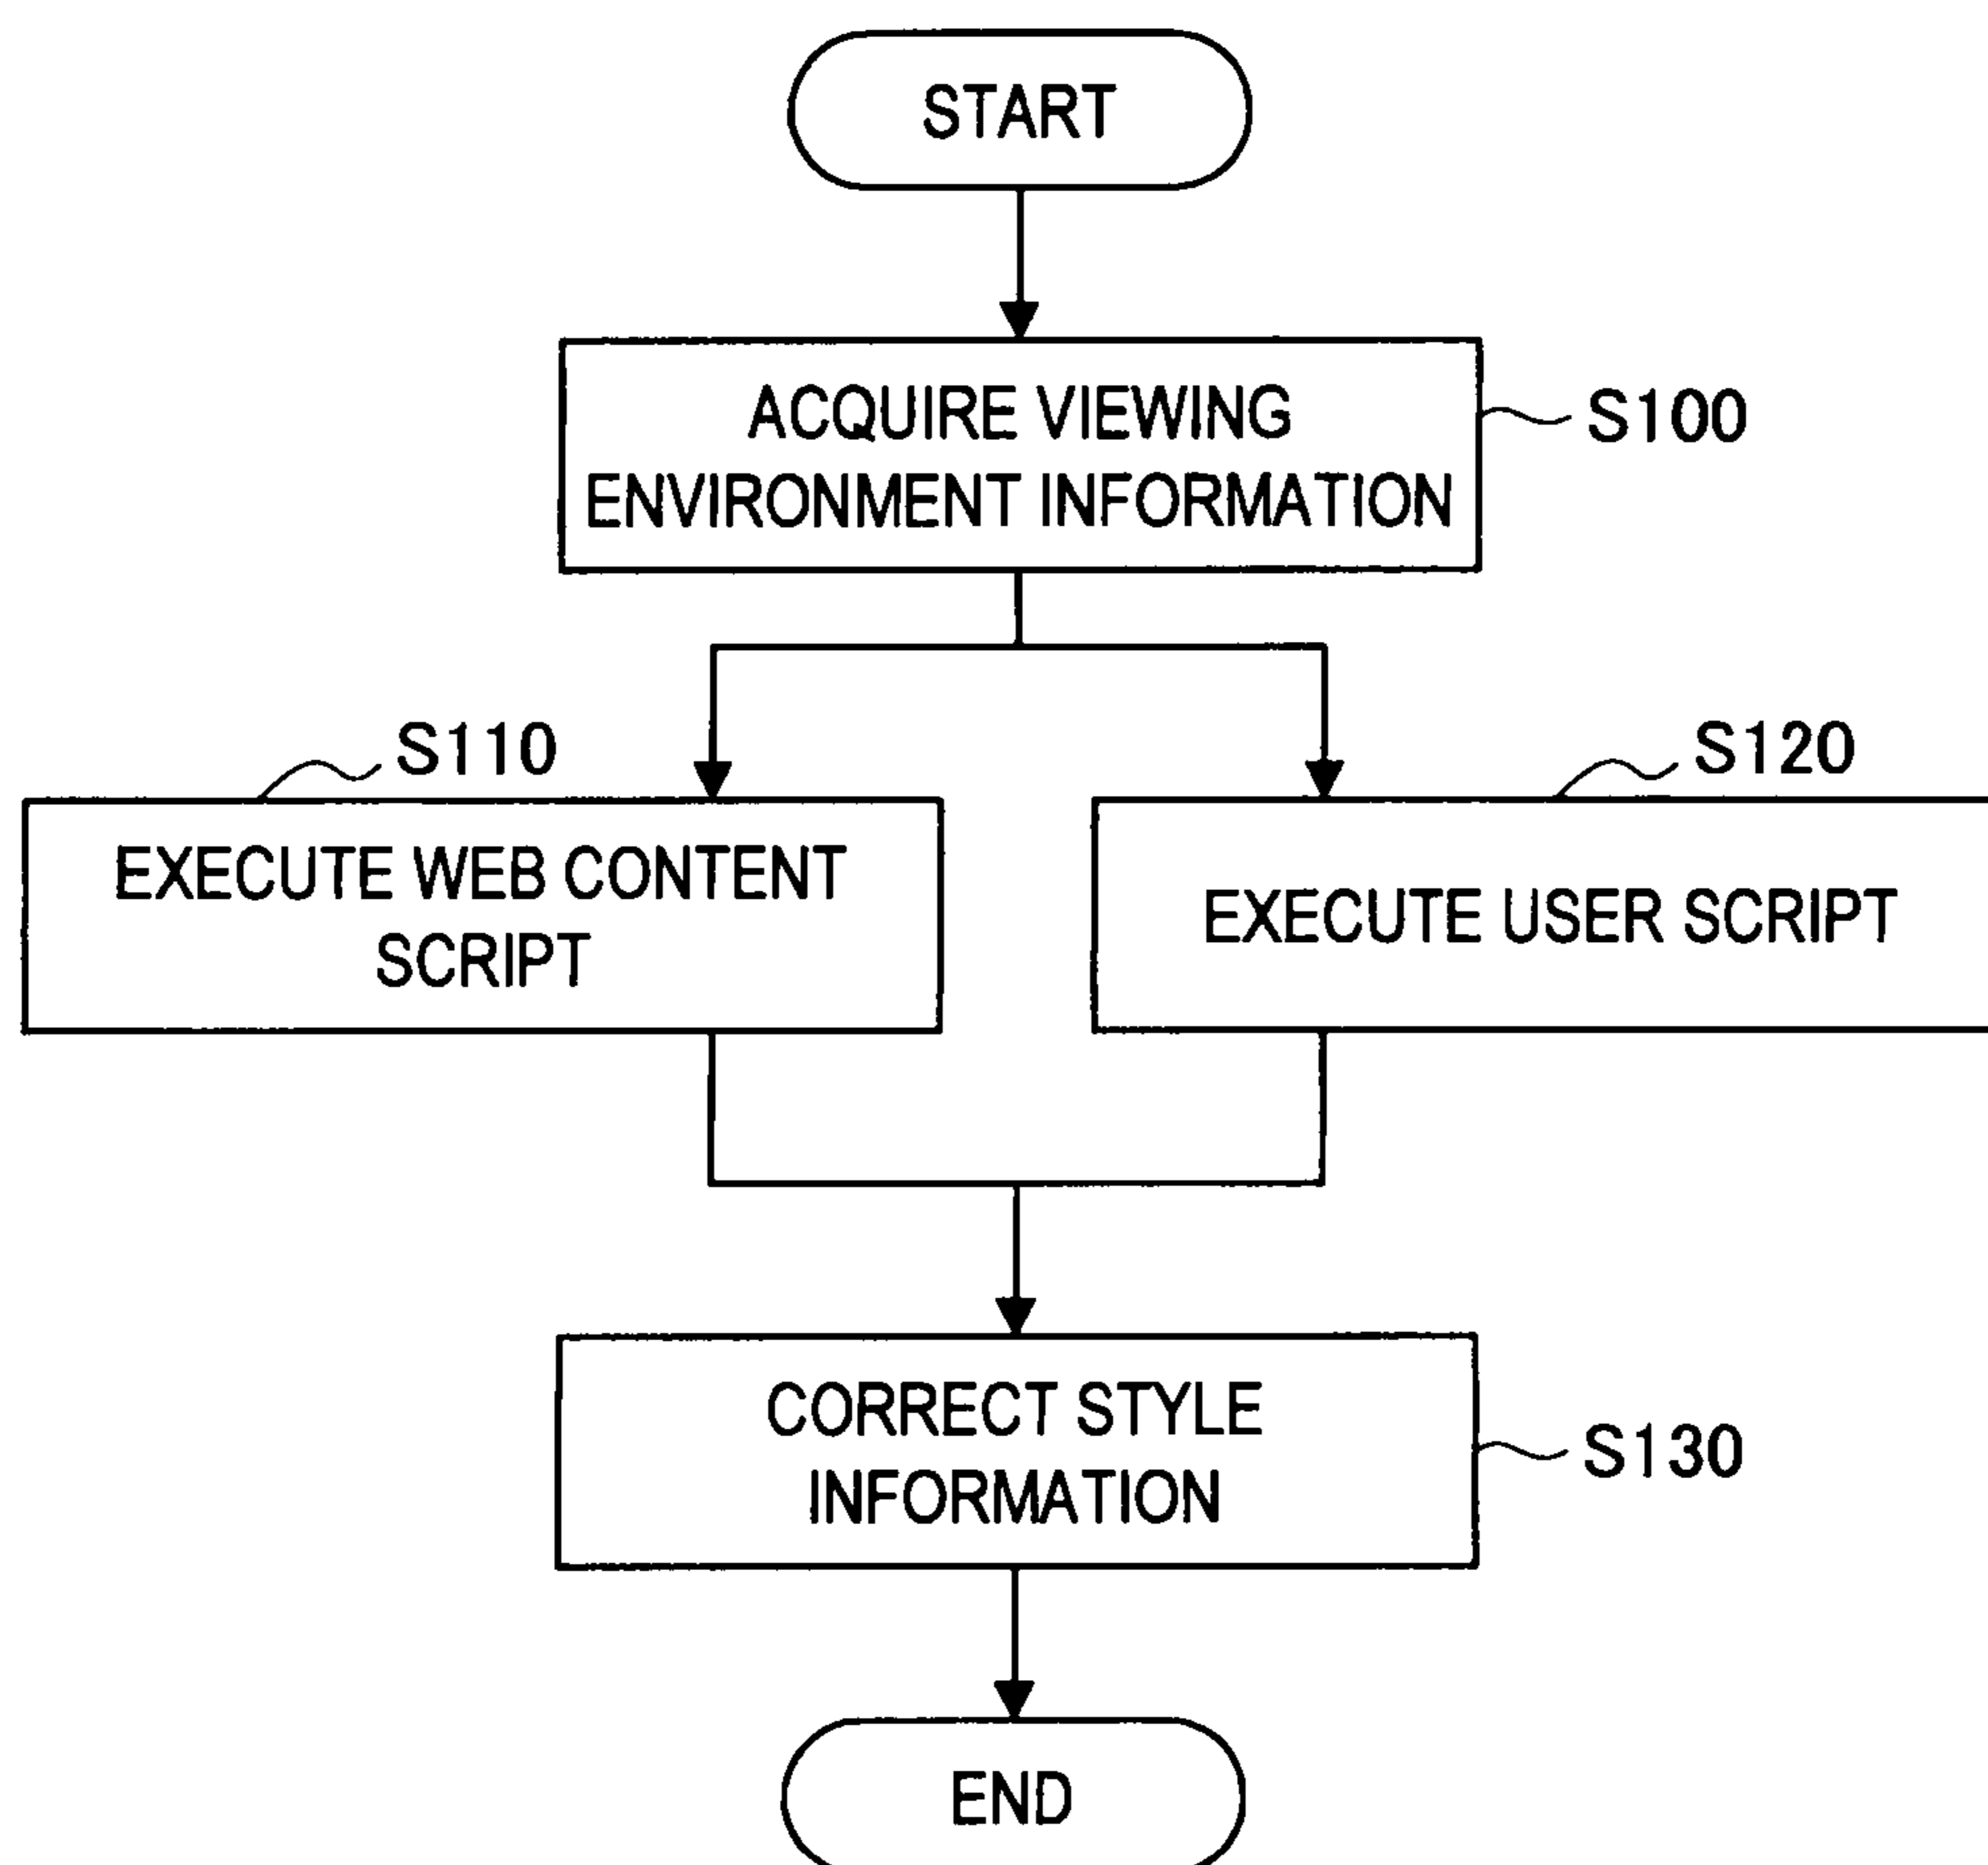 START
ACQUIRE VIEWING
ENVIRONMENT INFORMATION
S100
S110
S120
EXECUTE WEB CONTENT
SCRIPT
EXECUTE USER SCRIPT
CORRECT STYLE
INFORMATION
S130
END